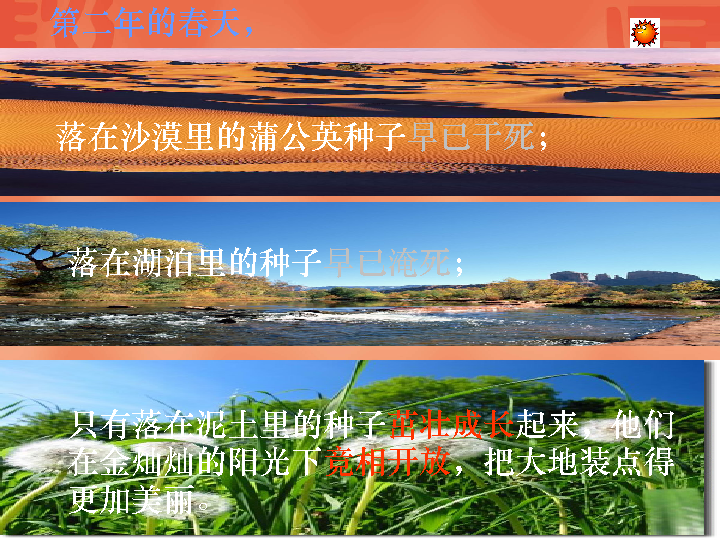 第二年的春天，
落在沙漠里的蒲公英种子早已干死；
落在湖泊里的种子早已淹死；
只有落在泥土里的种子茁壮成长起来，他们
在金灿灿的阳光下竞相开放，把大地装点得
更加美丽。